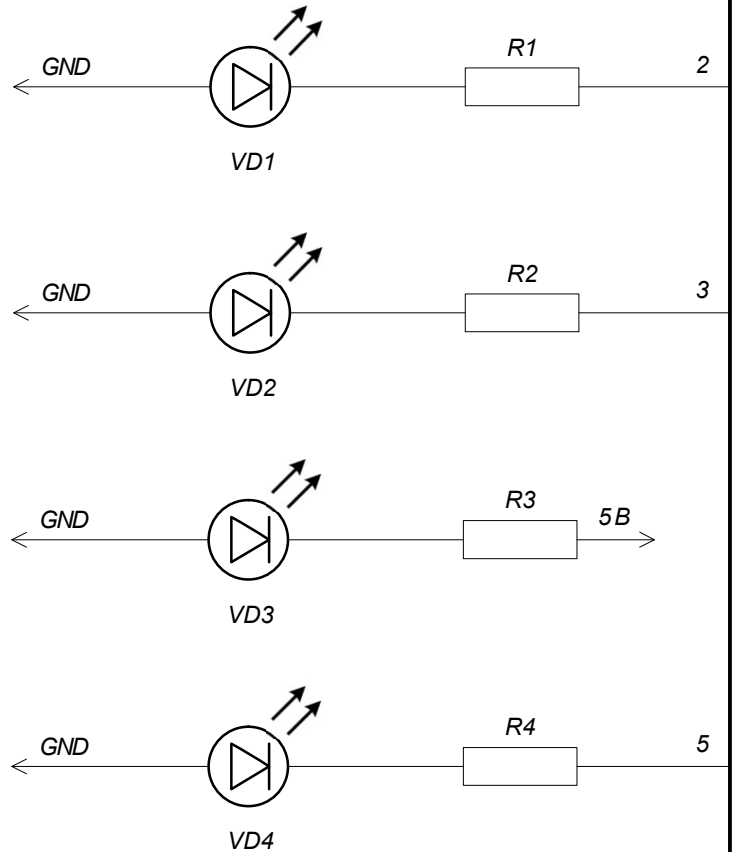 GND R1 2
VD1
GND R2 3
VD2
GND R3 5В
VD3
GND R4 5
VD4